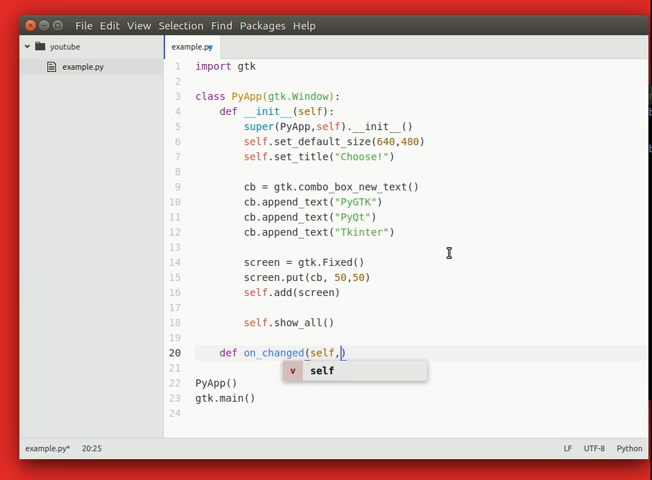 File Edit View Selection Find Packages Help
youtube
example.py
example.py
1 import gtk
2
3 class PyApp(gtk.Window):
4 def __init__(self):
5 super(PyApp,self).__init__()
6 self.set_default_size(640,480)
7 self.set_title("Choose!")
8
9 cb = gtk.combo_box_new_text()
10 cb.append_text("PyGTK")
11 cb.append_text("PyQt")
12 cb.append_text("Tkinter")
13
14 screen = gtk.Fixed()
15 screen.put(cb, 50,50)
16 self.add(screen)
17
18 self.show_all()
19
20 def on_changed(self,)
v self
21
22 PyApp()
23 gtk.main()
24
example.py* 20:25 LF UTF-8 Python